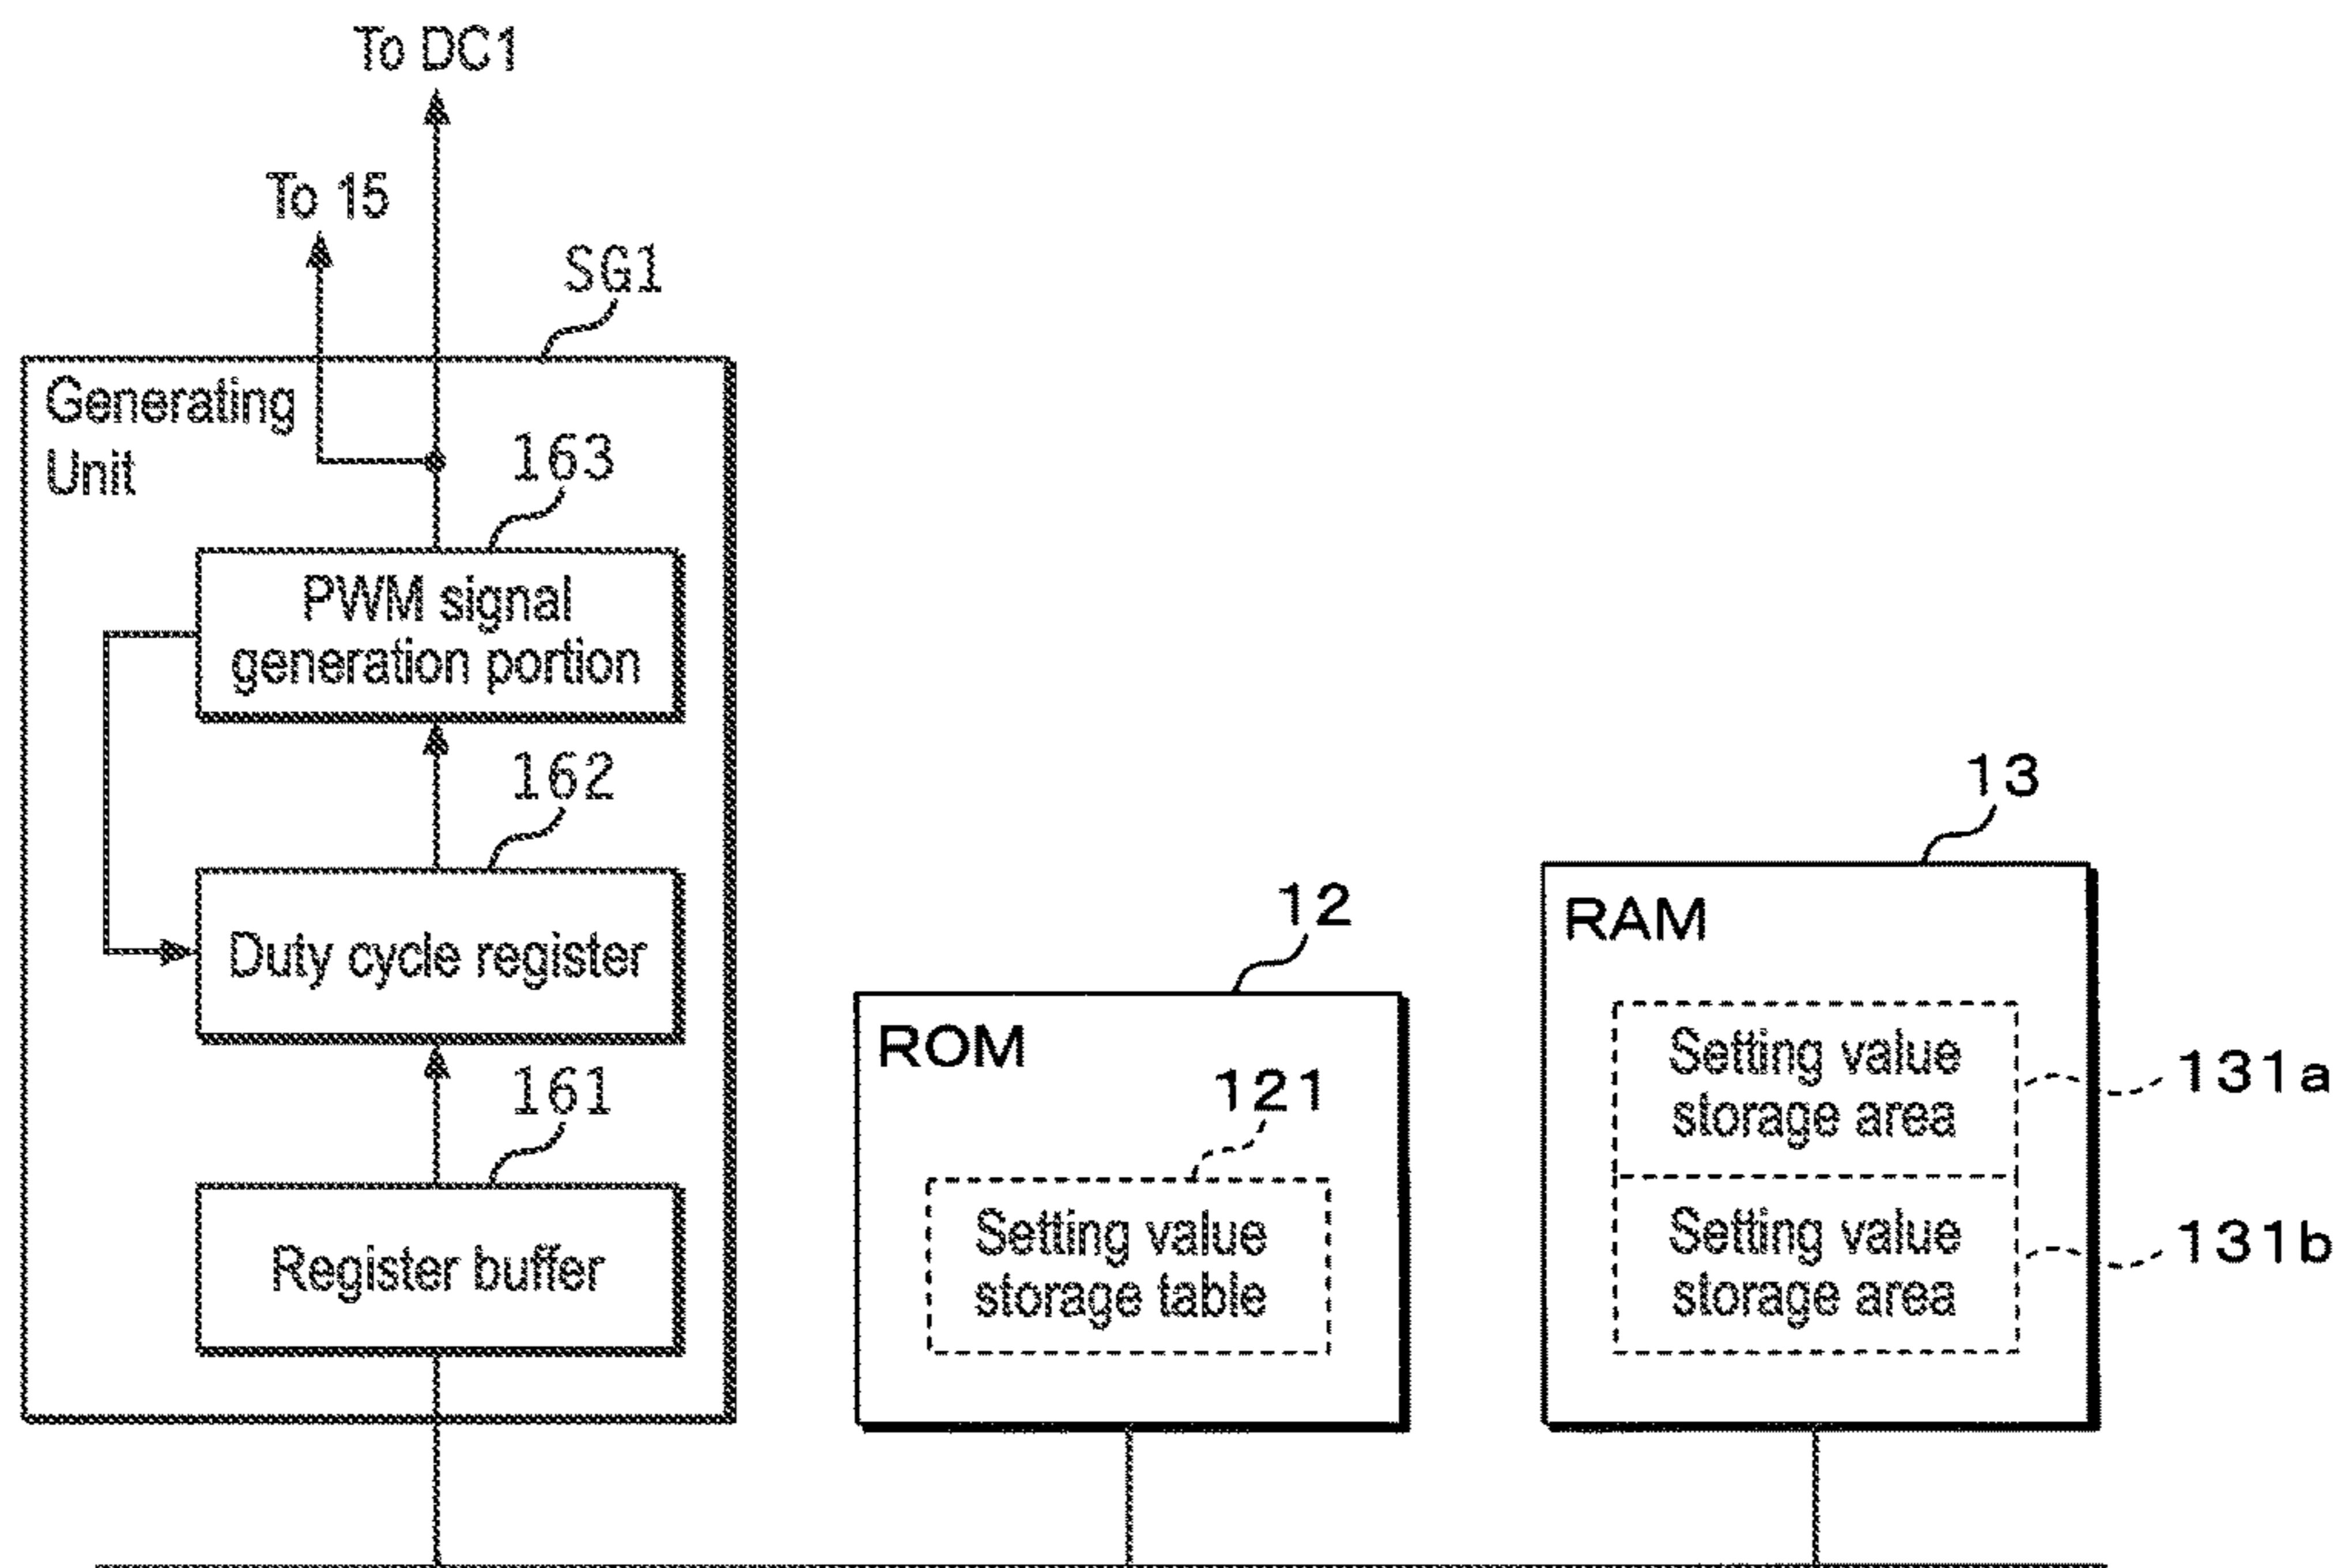 To DC1
To 15
SG1
Generating
Unit
163
PWM signal
generation portion
162
Duty cycle register
161
Register buffer
12
ROM
121
Setting value
storage table
13
RAM
Setting value
storage area
131a
Setting value
storage area
131b